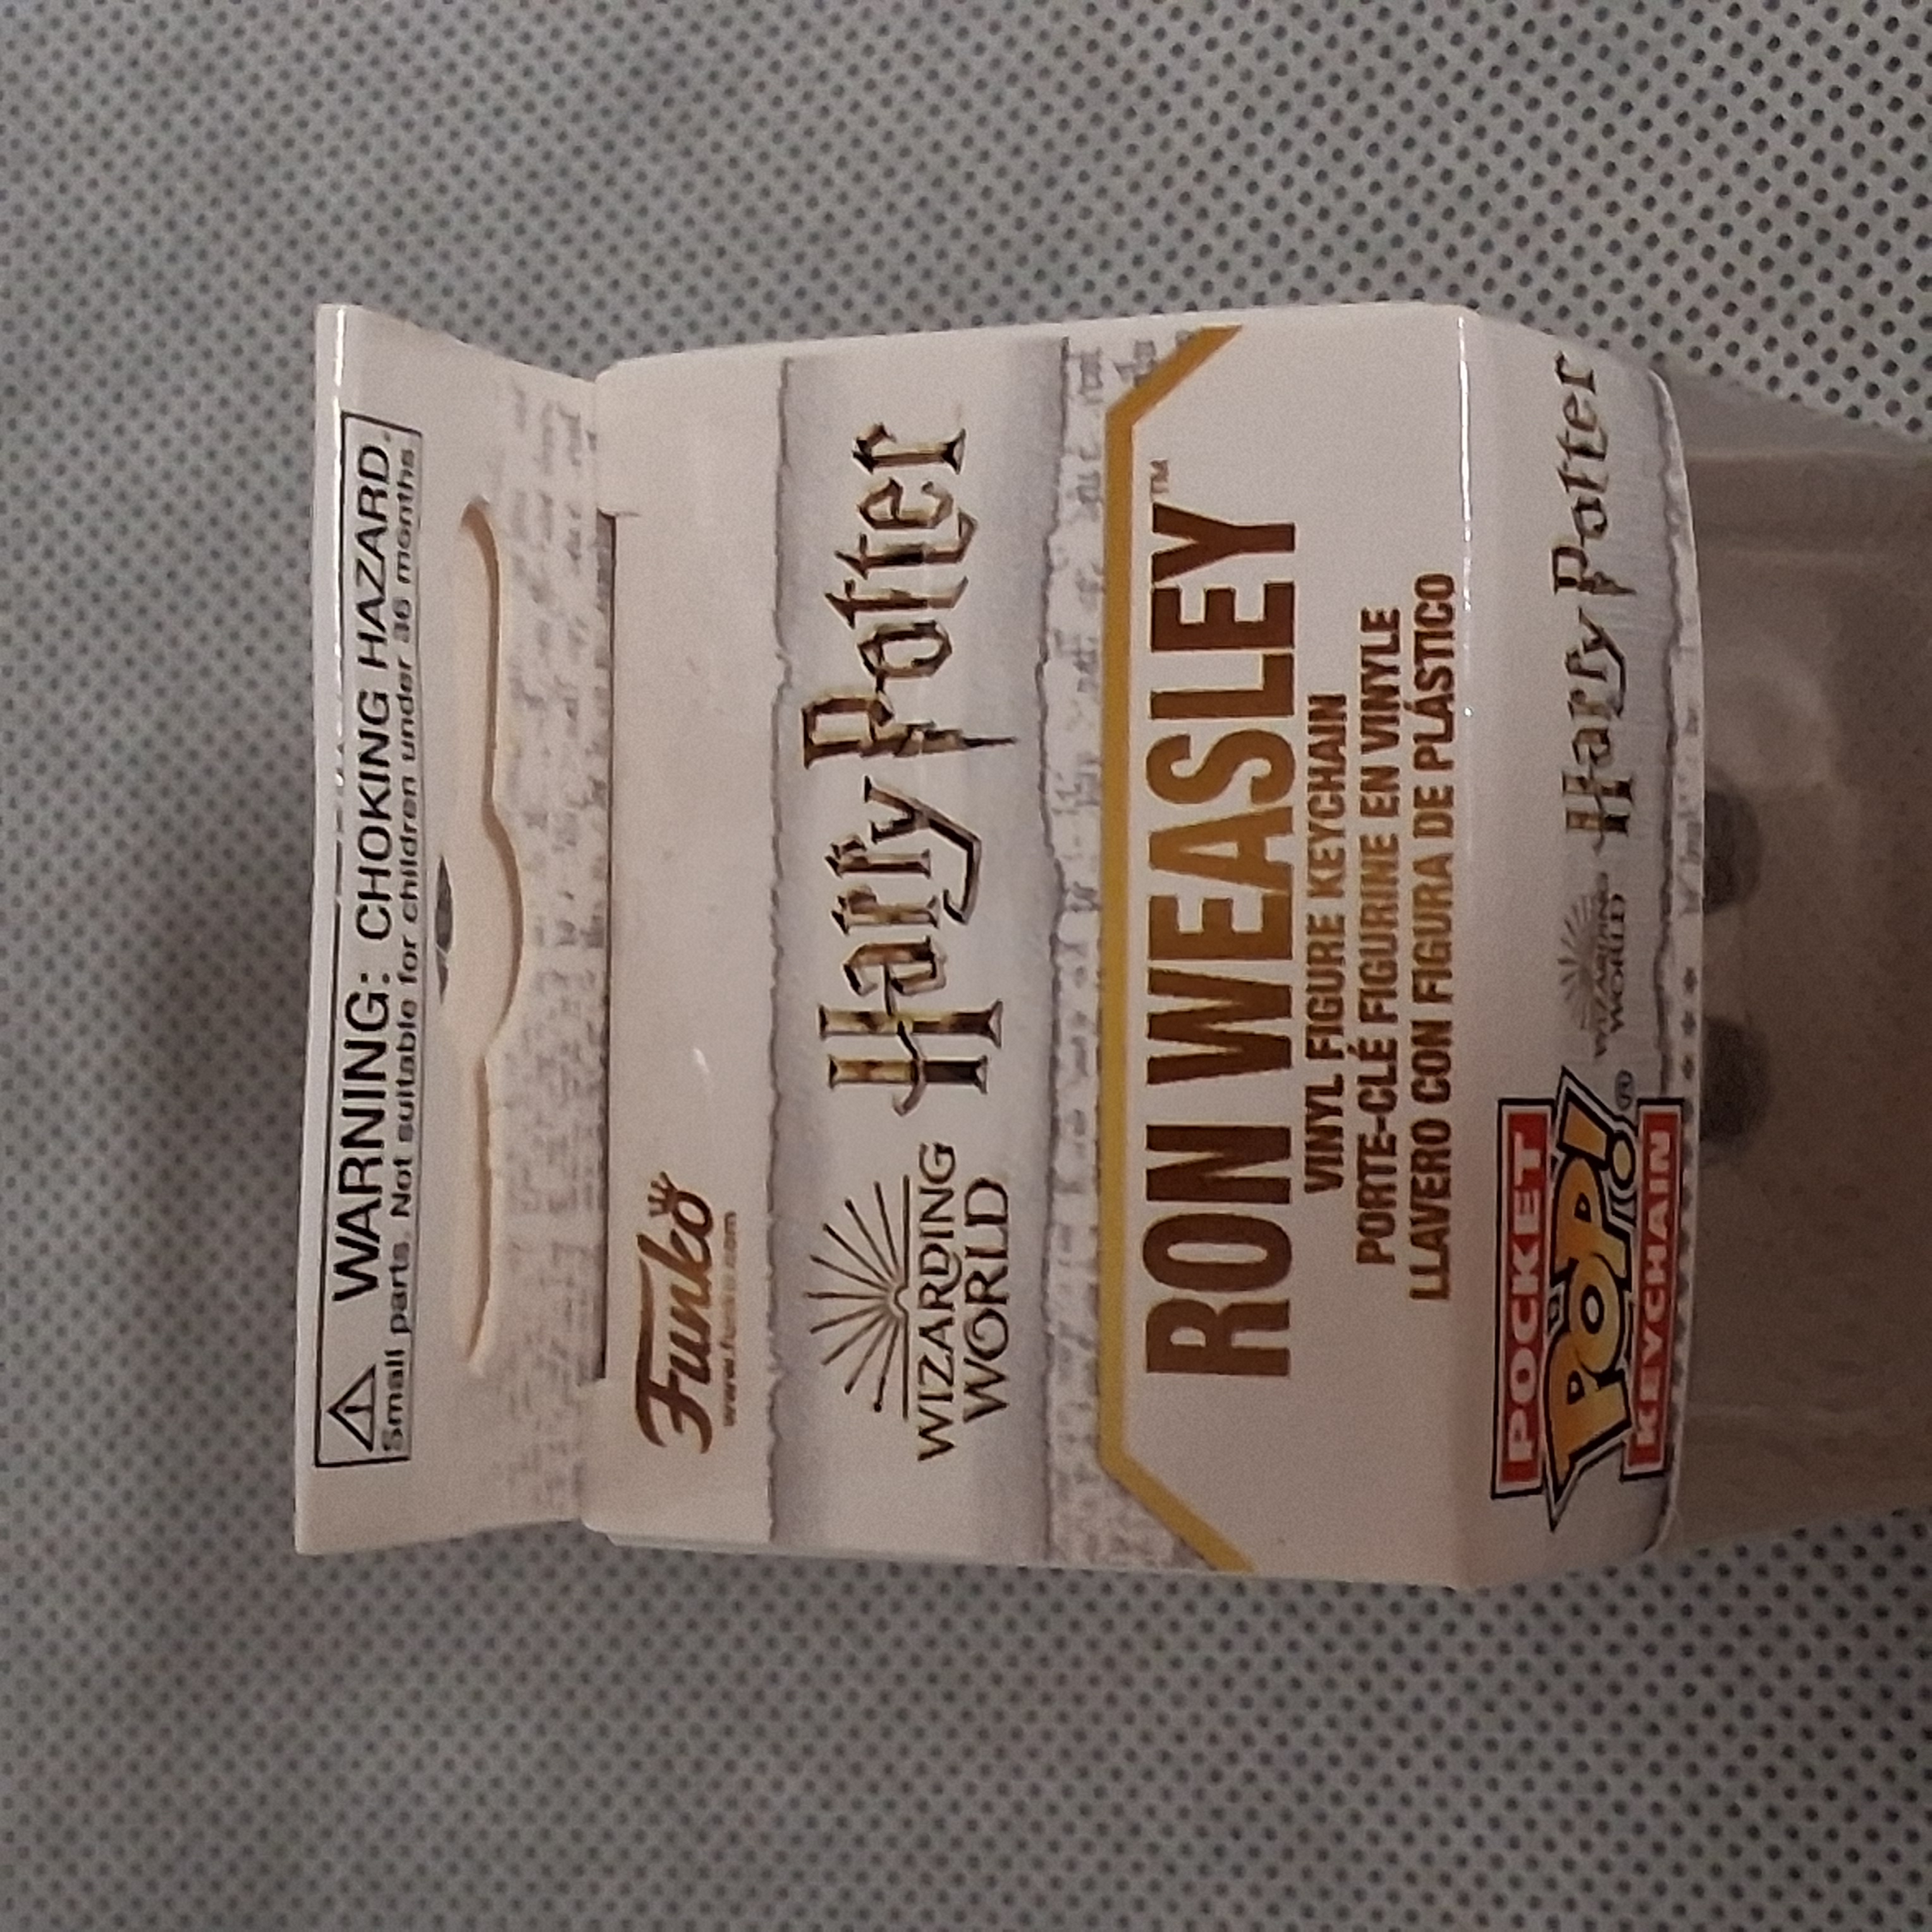 WARNING: CHOKING HAZARD.
Small parts. Not suitable for children under 36 months.
Funko
www.funko.com
WIZARDING
WORLD
Harry Potter
RON WEASLEY™
VINYL FIGURE KEYCHAIN
PORTE-CLÉ FIGURINE EN VINYLE
LLAVERO CON FIGURA DE PLÁSTICO
POCKET
POP!®
KEYCHAIN
WIZARDING
WORLD
Harry Potter